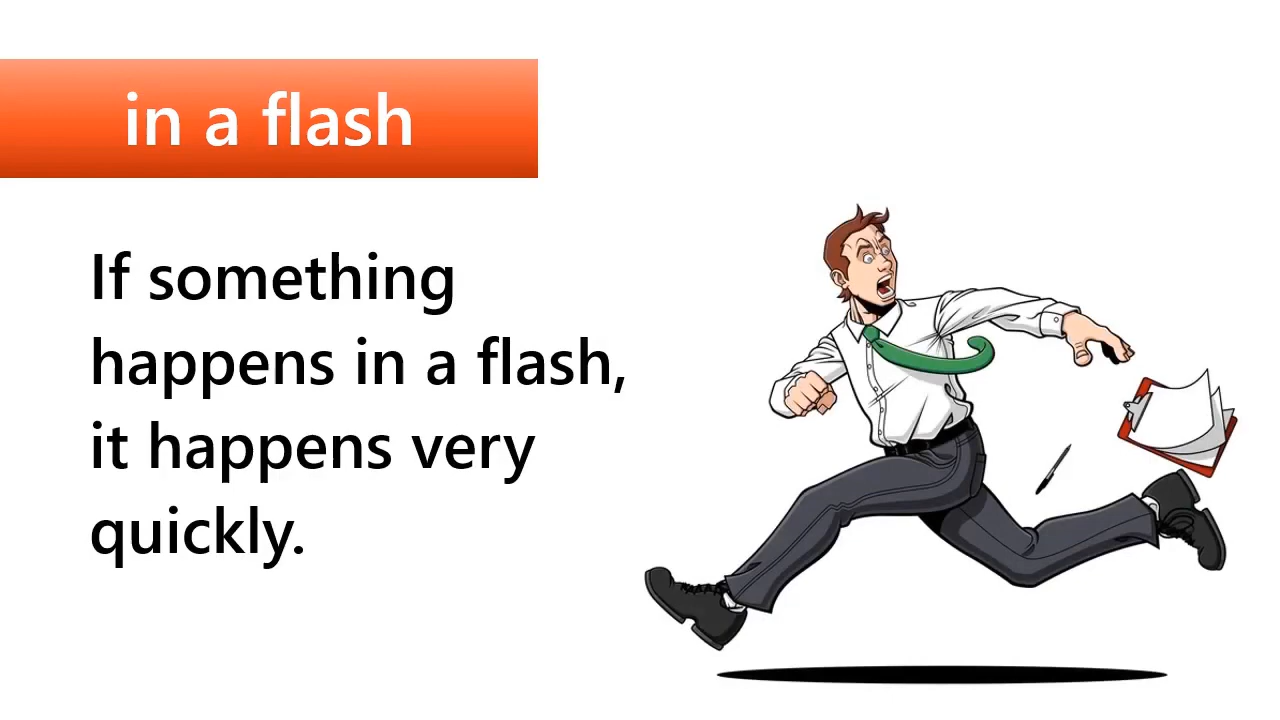 in a flash
If something
happens in a flash,
it happens very
quickly.